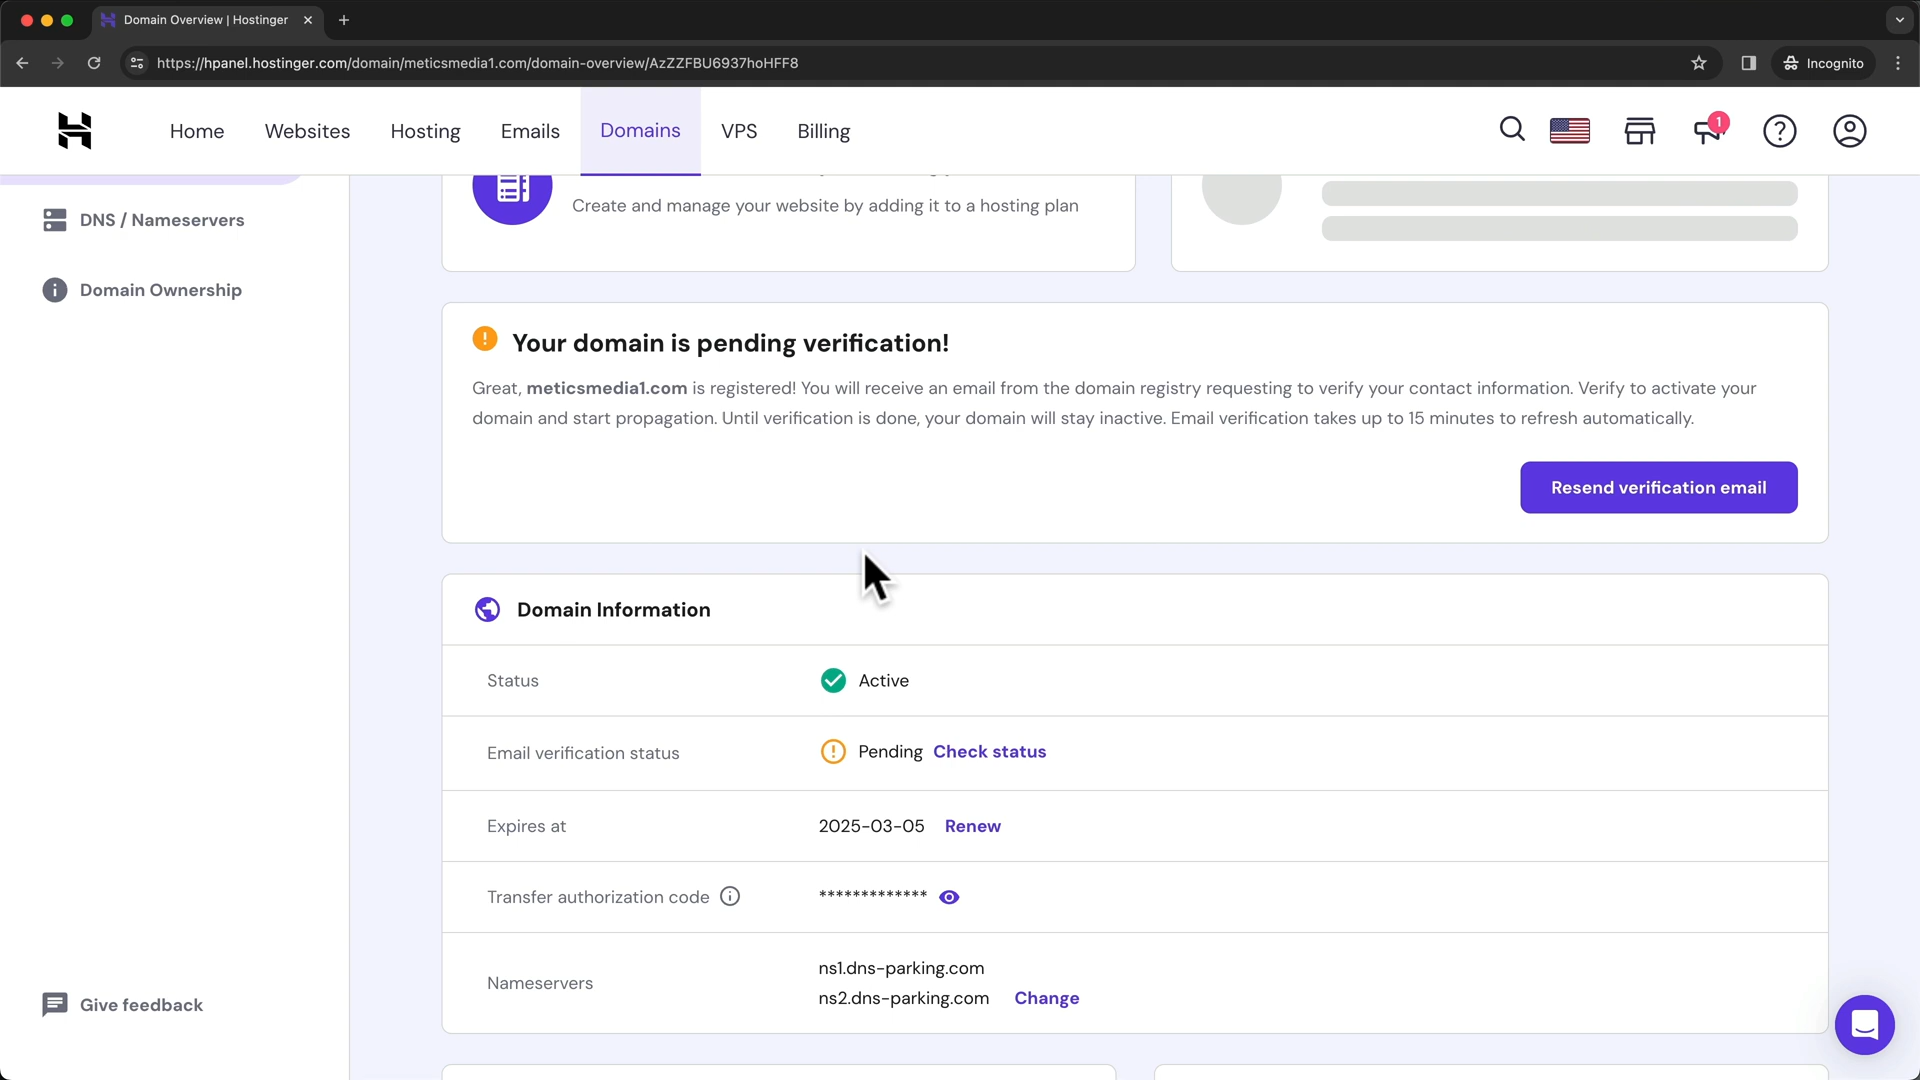 Domain Overview | Hostinger
https://hpanel.hostinger.com/domain/meticsmedia1.com/domain-overview/AzZZFBU6937hoHFF8
Incognito
Home
Websites
Hosting
Emails
Domains
VPS
Billing
1
DNS / Nameservers
Domain Ownership
Give feedback
Create and manage your website by adding it to a hosting plan
Your domain is pending verification!
Great, meticsmedia1.com is registered! You will receive an email from the domain registry requesting to verify your contact information. Verify to activate your
domain and start propagation. Until verification is done, your domain will stay inactive. Email verification takes up to 15 minutes to refresh automatically.
Resend verification email
Domain Information
Status
Active
Email verification status
Pending Check status
Expires at
2025-03-05 Renew
Transfer authorization code
*************
Nameservers
ns1.dns-parking.com
ns2.dns-parking.com Change